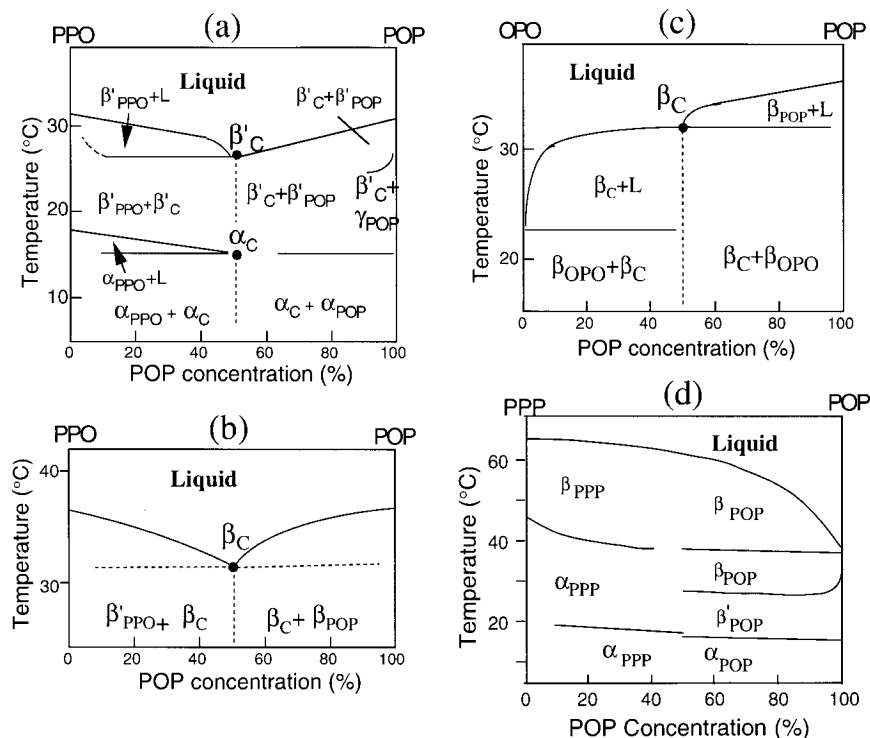 (a)
PPO POP
Liquid
β'PPO+L
β'C+β'POP
β'C
β'PPO+β'C
β'C+β'POP
β'C+
γPOP
αC
αPPO+L
αPPO + αC
αC + αPOP
30
20
10
Temperature (°C)
0 20 40 60 80 100
POP concentration (%)
(b)
PPO POP
Liquid
βC
β'PPO+ βC
βC+ βPOP
40
30
Temperature (°C)
0 20 40 60 80 100
POP concentration (%)
(c)
OPO POP
Liquid
βC
βPOP+L
βC+L
βOPO+βC
βC+βOPO
30
20
Temperature (°C)
0 20 40 60 80 100
POP concentration (%)
(d)
PPP POP
Liquid
βPPP
βPOP
βPOP
αPPP
β'POP
αPPP
αPOP
60
40
20
Temperature (°C)
0 20 40 60 80 100
POP Concentration (%)